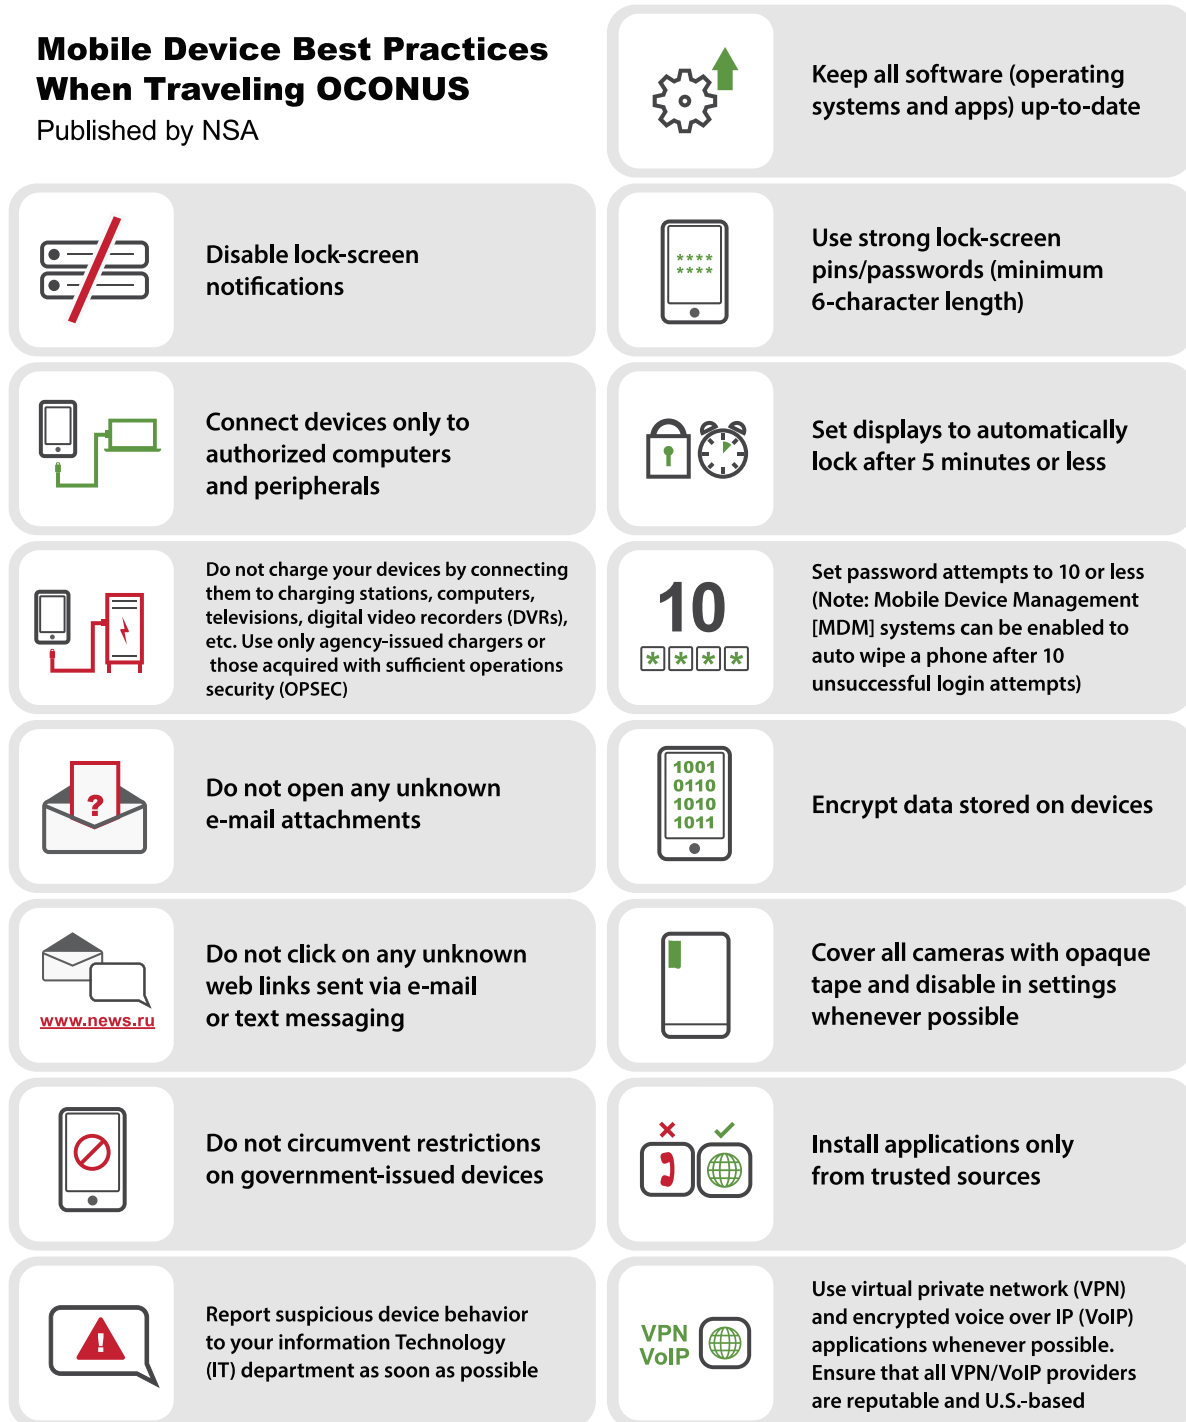 Mobile Device Best Practices
When Traveling OCONUS
Published by NSA
Disable lock-screen
notifications
Connect devices only to
authorized computers
and peripherals
Do not charge your devices by connecting
them to charging stations, computers,
televisions, digital video recorders (DVRs),
etc. Use only agency-issued chargers or
those acquired with sufficient operations
security (OPSEC)
?
Do not open any unknown
e-mail attachments
www.news.ru
Do not click on any unknown
web links sent via e-mail
or text messaging
Do not circumvent restrictions
on government-issued devices
!
Report suspicious device behavior
to your information Technology
(IT) department as soon as possible
Keep all software (operating
systems and apps) up-to-date
****
****
Use strong lock-screen
pins/passwords (minimum
6-character length)
Set displays to automatically
lock after 5 minutes or less
10
* * * *
Set password attempts to 10 or less
(Note: Mobile Device Management
[MDM] systems can be enabled to
auto wipe a phone after 10
unsuccessful login attempts)
1001
0110
1010
1011
Encrypt data stored on devices
Cover all cameras with opaque
tape and disable in settings
whenever possible
Install applications only
from trusted sources
VPN
VoIP
Use virtual private network (VPN)
and encrypted voice over IP (VoIP)
applications whenever possible.
Ensure that all VPN/VoIP providers
are reputable and U.S.-based